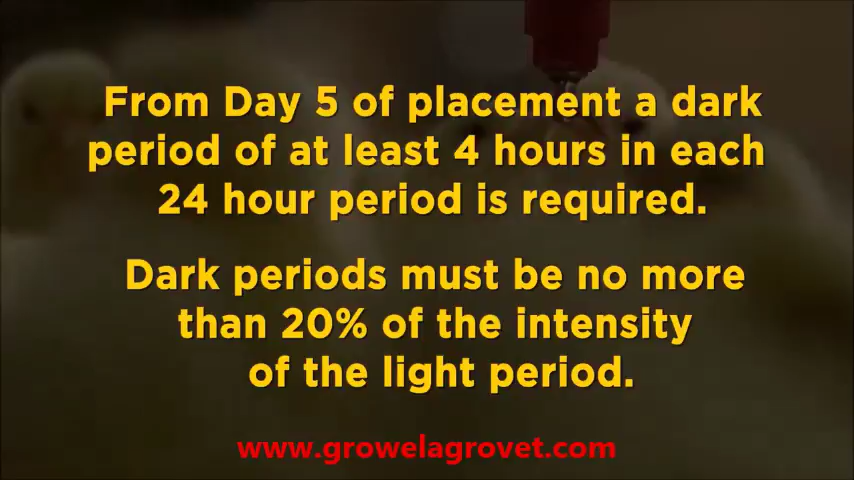 From Day 5 of placement a dark
period of at least 4 hours in each
24 hour period is required.
Dark periods must be no more
than 20% of the intensity
of the light period.
www.growelagrovet.com